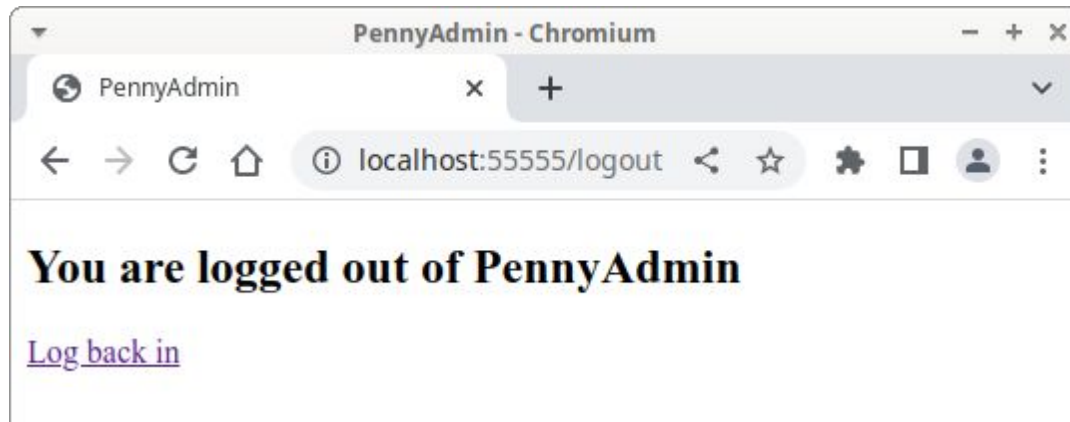 PennyAdmin - Chromium
PennyAdmin
localhost:55555/logout
You are logged out of PennyAdmin
Log back in